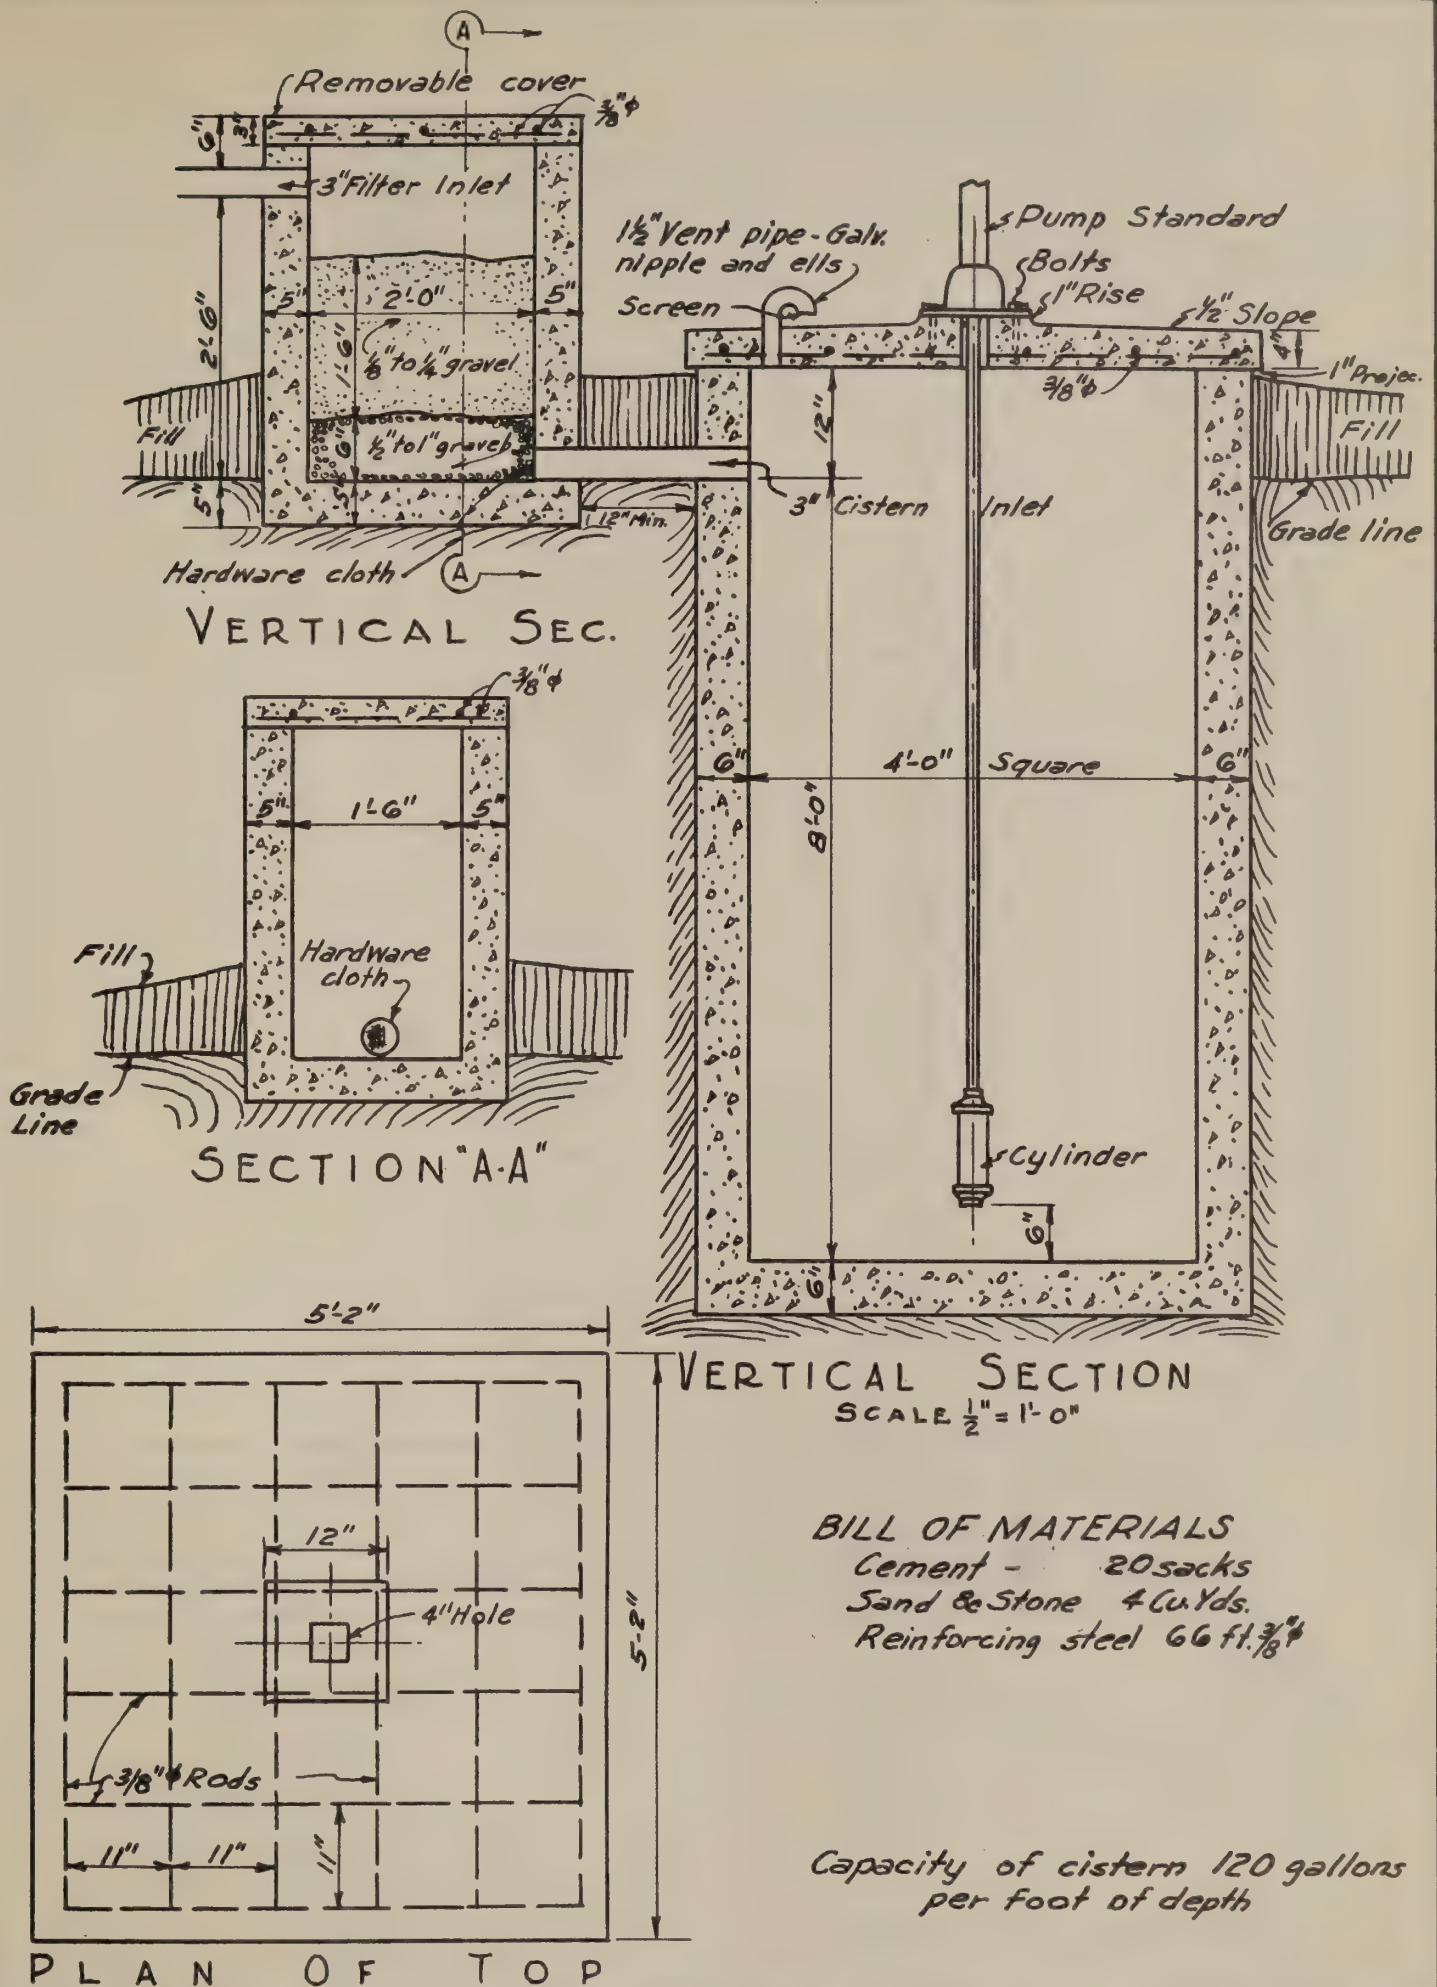 A
Removable cover
3/8"φ
6"
3"
3" Filter Inlet
2'-6"
5"
2'-0"
5"
1'-6"
1/8" to 1/4" gravel
Fill
6"
1/2" to 1" gravel
5"
5"
12" Min.
Hardware cloth
A
VERTICAL SEC.
1 1/2" Vent pipe-Galv.
nipple and ells
Screen
Pump Standard
Bolts
1" Rise
1/2" Slope
4"
1" Projec.
3/8"φ
12"
Fill
3" Cistern Inlet
Grade line
6"
4'-0" Square
6"
8'-0"
Cylinder
6"
6"
VERTICAL SECTION
SCALE 1/2" = 1'-0"
3/8"φ
5"
1'-6"
5"
Fill
Hardware
cloth
Grade
Line
SECTION "A-A"
5'-2"
12"
4" Hole
5'-2"
3/8"φ Rods
11"
11"
11"
PLAN OF TOP
BILL OF MATERIALS
Cement - 20 sacks
Sand & Stone 4 Cu. Yds.
Reinforcing steel 66 ft. 3/8"φ
Capacity of cistern 120 gallons
per foot of depth